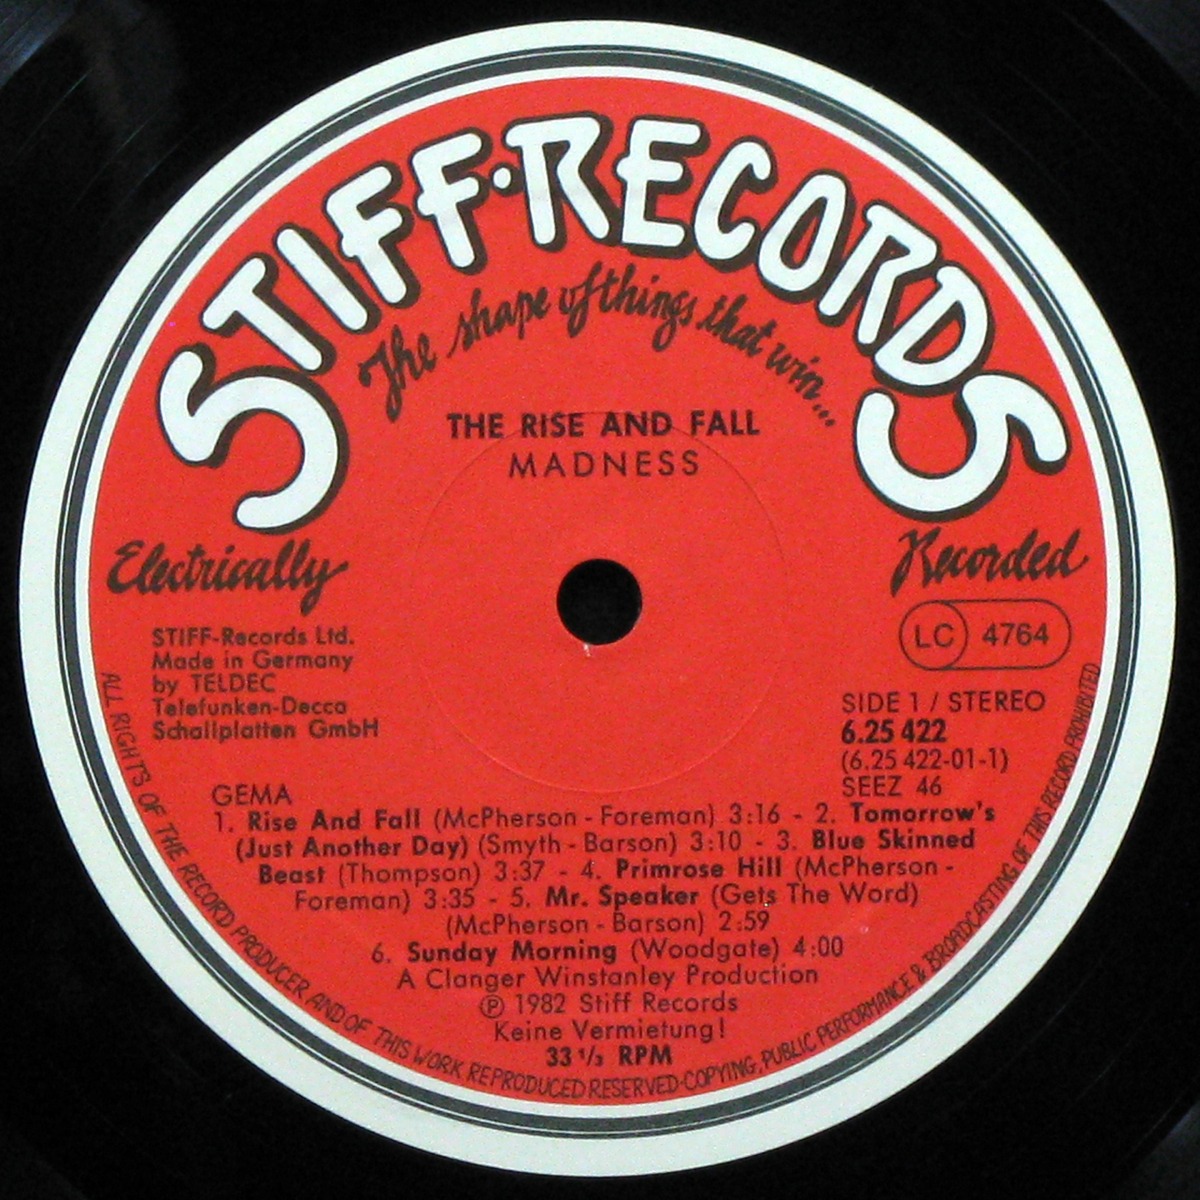 STIFF·RECORDS
The shape of things that win...
THE RISE AND FALL
MADNESS
Electrically
Recorded
STIFF-Records Ltd.
Made in Germany
by TELDEC
Telefunken-Decca
Schallplatten GmbH
LC 4764
SIDE 1 / STEREO
6.25 422
(6.25 422-01-1)
SEEZ 46
GEMA
1. Rise And Fall (McPherson - Foreman) 3:16 - 2. Tomorrow's
(Just Another Day) (Smyth - Barson) 3:10 - 3. Blue Skinned
Beast (Thompson) 3:37 - 4. Primrose Hill (McPherson -
Foreman) 3:35 - 5. Mr. Speaker (Gets The Word)
(McPherson - Barson) 2:59
6. Sunday Morning (Woodgate) 4:00
A Clanger Winstanley Production
℗ 1982 Stiff Records
Keine Vermietung!
33 1/3 RPM
ALL RIGHTS OF THE RECORD PRODUCER AND OF THIS WORK REPRODUCED RESERVED-COPYING, PUBLIC PERFORMANCE & BROADCASTING OF THIS RECORD PROHIBITED